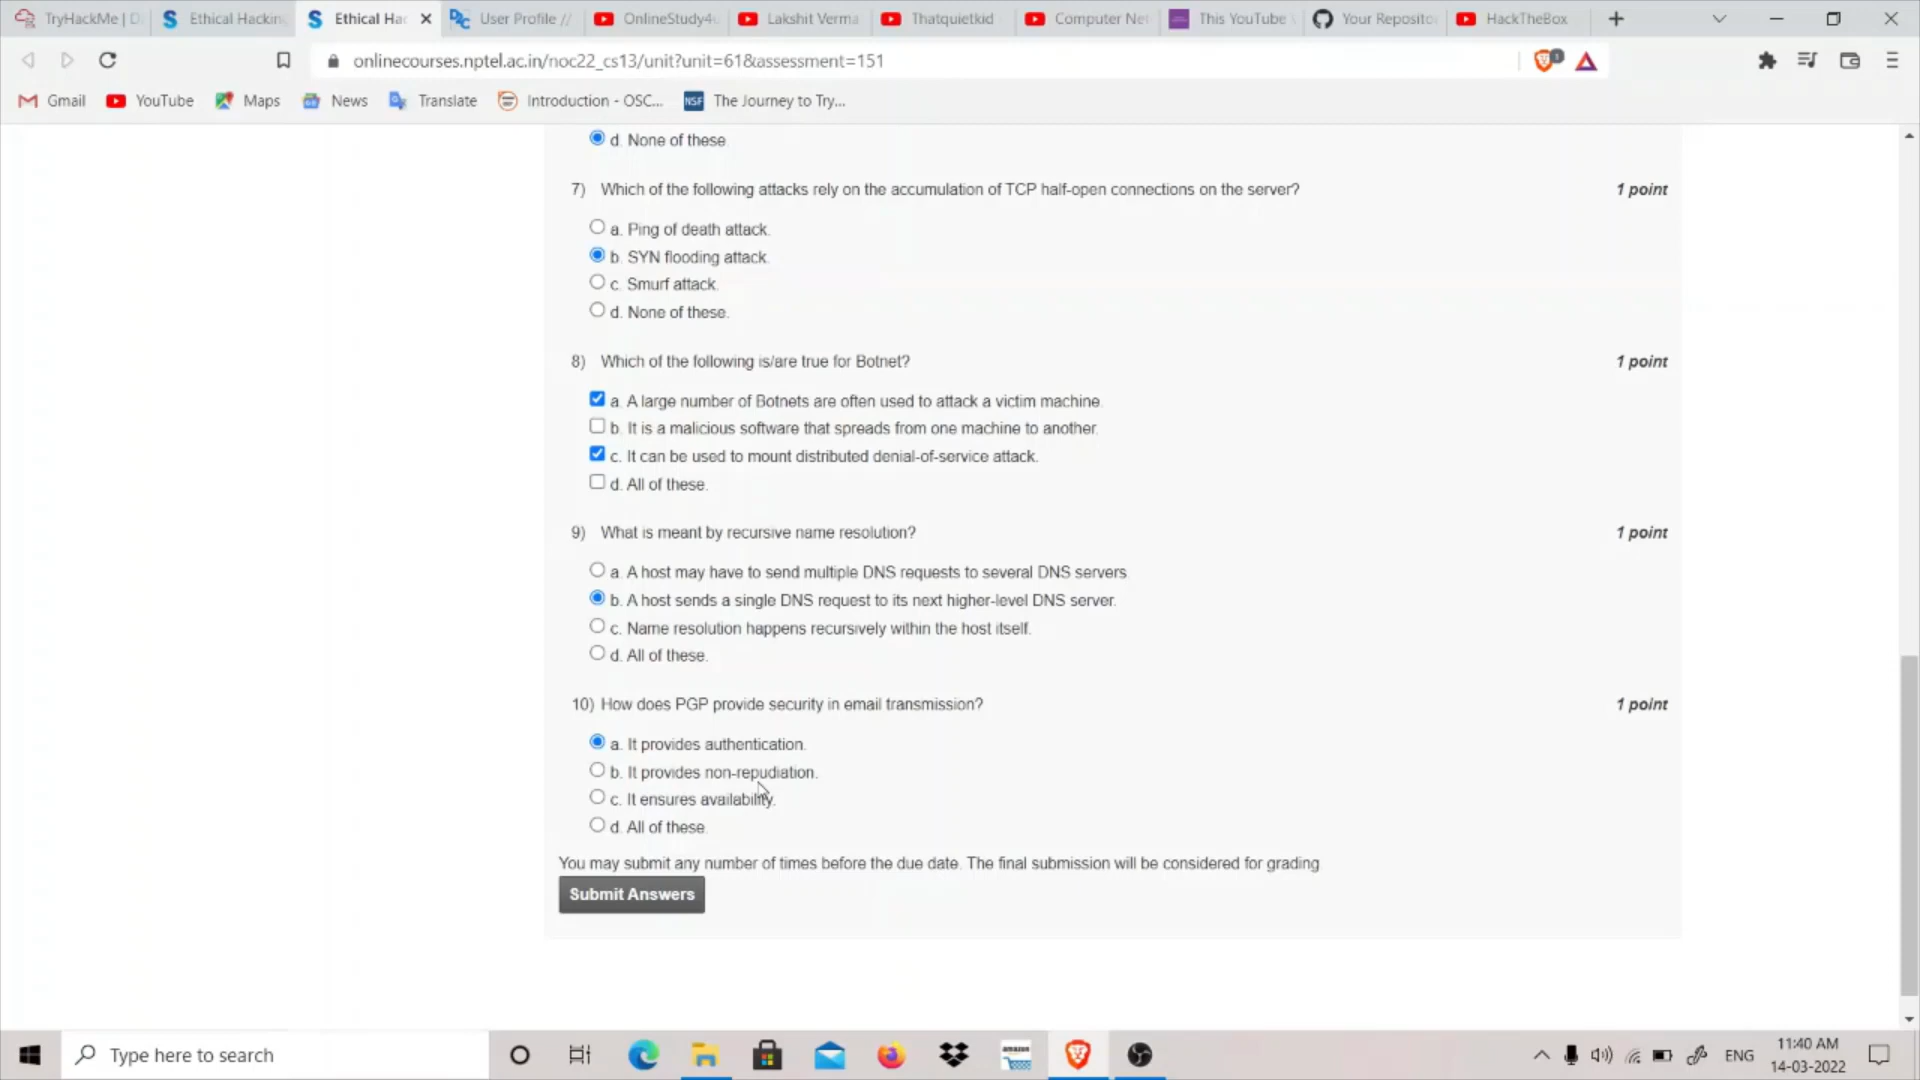 TryHackMe | D
Ethical Hacking
Ethical Hac
User Profile //
OnlineStudy4
Lakshit Verma
Thatquietkid
Computer Net
This YouTube
Your Reposito
HackTheBox
onlinecourses.nptel.ac.in/noc22_cs13/unit?unit=61&assessment=151
1
Gmail
YouTube
Maps
News
Translate
Introduction - OSC...
NSF
The Journey to Try...
d. None of these
7) Which of the following attacks rely on the accumulation of TCP half-open connections on the server?
1 point
a. Ping of death attack.
b. SYN flooding attack.
c. Smurf attack.
d. None of these.
8) Which of the following is/are true for Botnet?
1 point
a. A large number of Botnets are often used to attack a victim machine.
b. It is a malicious software that spreads from one machine to another.
c. It can be used to mount distributed denial-of-service attack.
d. All of these.
9) What is meant by recursive name resolution?
1 point
a. A host may have to send multiple DNS requests to several DNS servers.
b. A host sends a single DNS request to its next higher-level DNS server.
c. Name resolution happens recursively within the host itself.
d. All of these.
10) How does PGP provide security in email transmission?
1 point
a. It provides authentication.
b. It provides non-repudiation.
c. It ensures availability.
d. All of these.
You may submit any number of times before the due date. The final submission will be considered for grading
Submit Answers
Type here to search
amazon
ENG
11:40 AM
14-03-2022